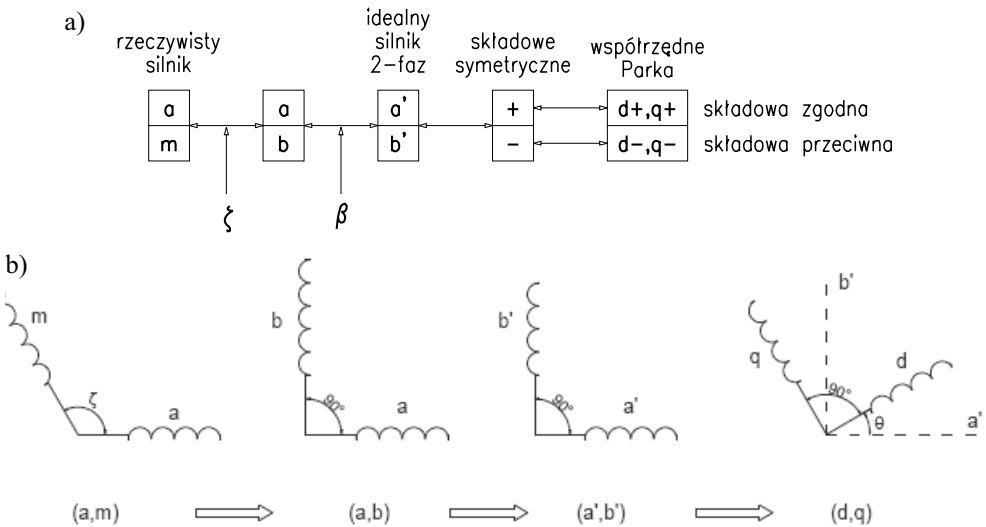 a)
rzeczywisty
silnik
idealny
silnik
2-faz
składowe
symetryczne
współrzędne
Parka
a
a
a'
+
d+,q+
składowa zgodna
m
b
b'
−
d−,q−
składowa przeciwna
ζ
β
b)
m
ζ
a
b
90°
a
b'
90°
a'
b'
q
d
90°
θ
a'
(a,m)
(a,b)
(a',b')
(d,q)